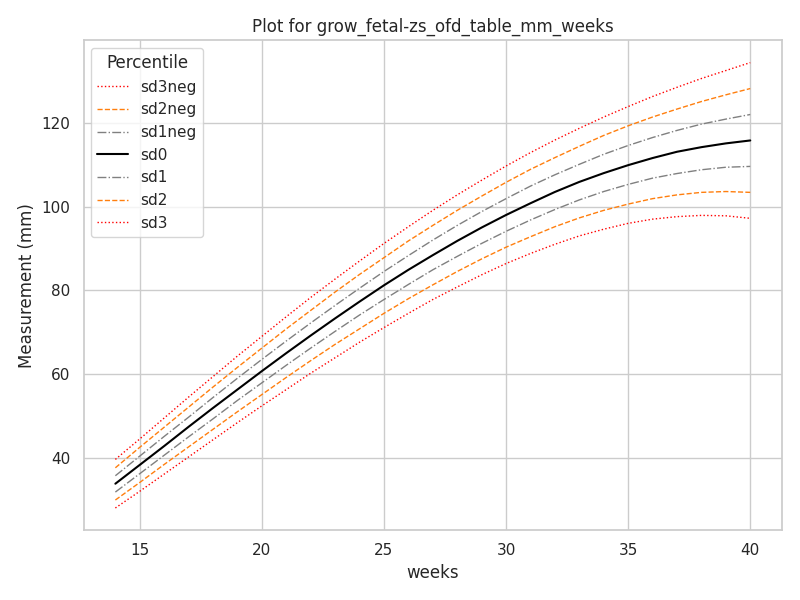 Plot for grow_fetal-zs_ofd_table_mm_weeks
Percentile
sd3neg
sd2neg
sd1neg
sd0
sd1
sd2
sd3
Measurement (mm)
120
100
80
60
40
15 20 25 30 35 40
weeks